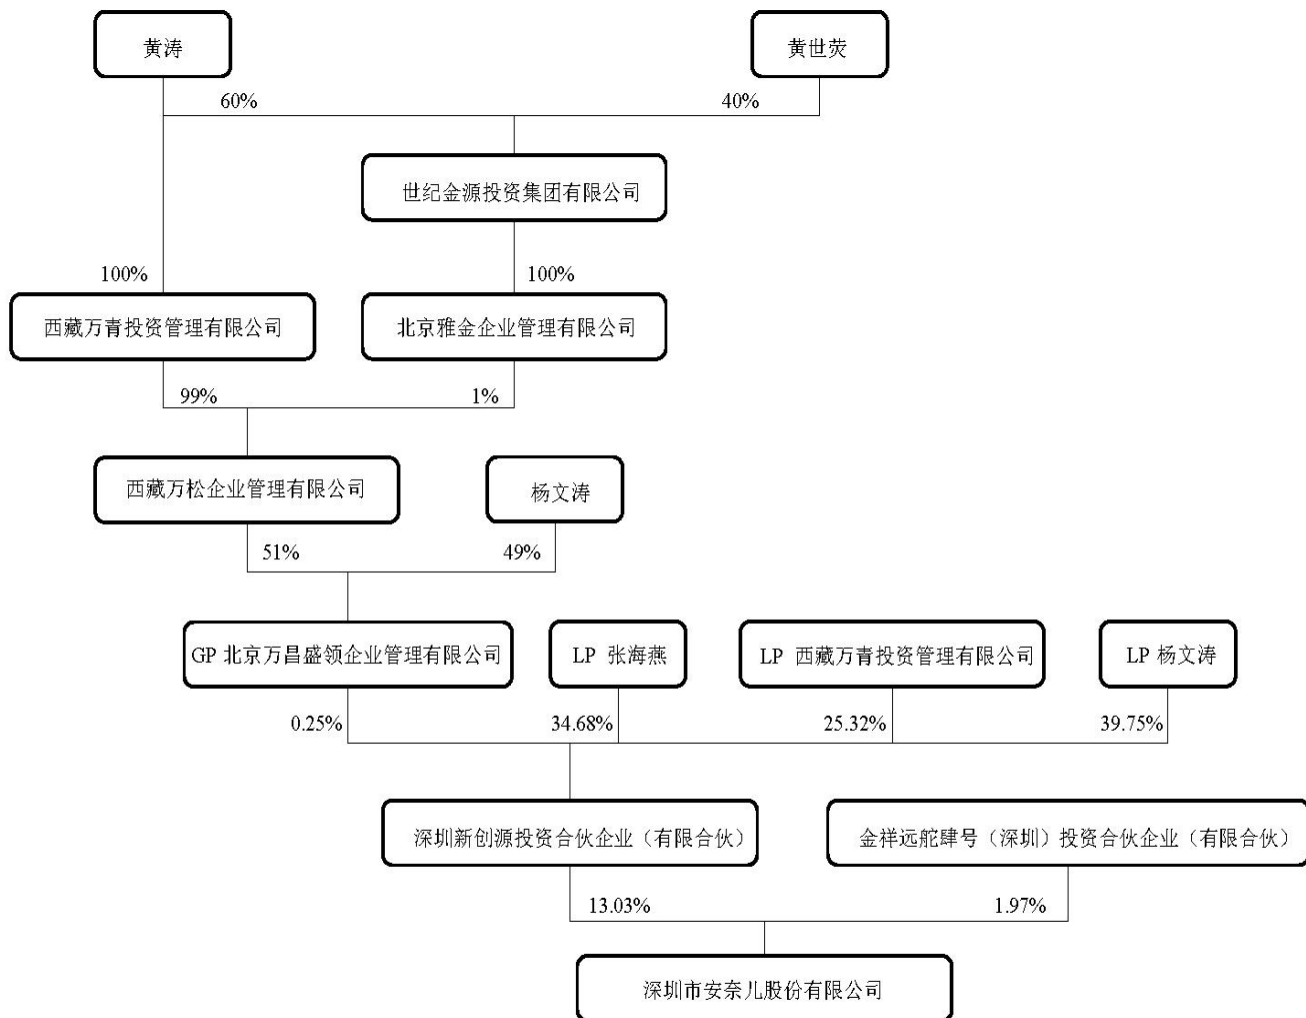 黄涛
黄世荧
60%
40%
世纪金源投资集团有限公司
100%
100%
西藏万青投资管理有限公司
北京雅金企业管理有限公司
99%
1%
西藏万松企业管理有限公司
杨文涛
51%
49%
GP 北京万昌盛领企业管理有限公司
LP 张海燕
LP 西藏万青投资管理有限公司
LP 杨文涛
0.25%
34.68%
25.32%
39.75%
深圳新创源投资合伙企业（有限合伙）
金祥远舵肆号（深圳）投资合伙企业（有限合伙）
13.03%
1.97%
深圳市安奈儿股份有限公司